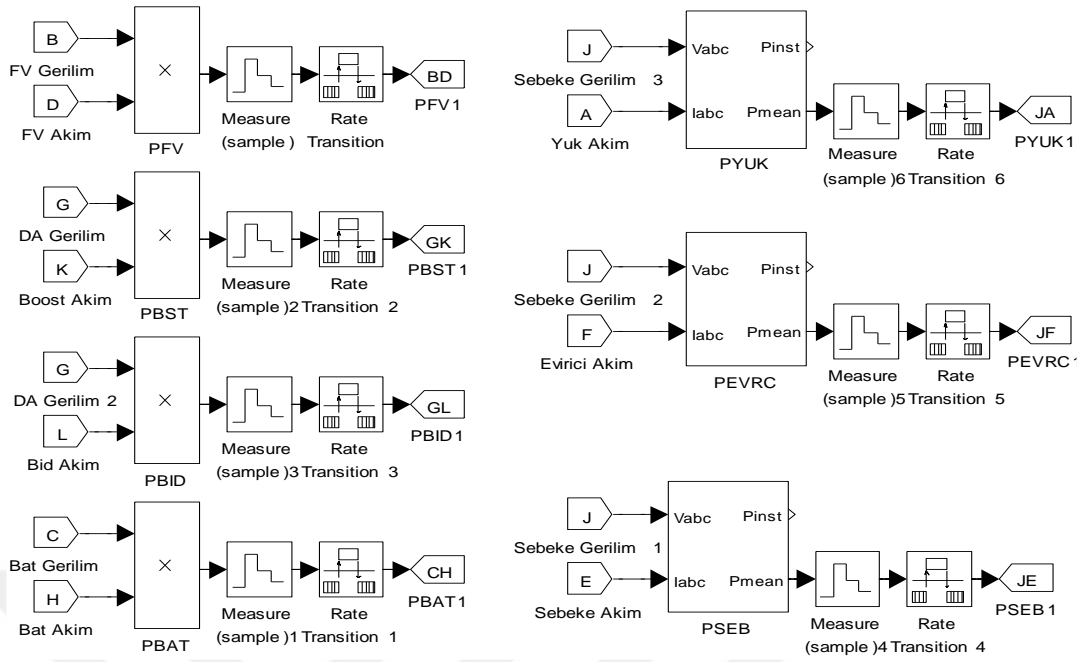 B
FV Gerilim
D
FV Akim
×
PFV
Measure
(sample )
Rate
Transition
BD
PFV1
G
DA Gerilim
K
Boost Akim
×
PBST
Measure
(sample )2
Rate
Transition 2
GK
PBST1
G
DA Gerilim 2
L
Bid Akim
×
PBID
Measure
(sample )3
Rate
Transition 3
GL
PBID1
C
Bat Gerilim
H
Bat Akim
×
PBAT
Measure
(sample )1
Rate
Transition 1
CH
PBAT1
J
Sebeke Gerilim 3
A
Yuk Akim
Vabc
Iabc
Pinst
Pmean
PYUK
Measure
(sample )6
Rate
Transition 6
JA
PYUK1
J
Sebeke Gerilim 2
F
Evirici Akim
Vabc
Iabc
Pinst
Pmean
PEVRC
Measure
(sample )5
Rate
Transition 5
JF
PEVRC1
J
Sebeke Gerilim 1
E
Sebeke Akim
Vabc
Iabc
Pinst
Pmean
PSEB
Measure
(sample )4
Rate
Transition 4
JE
PSEB1